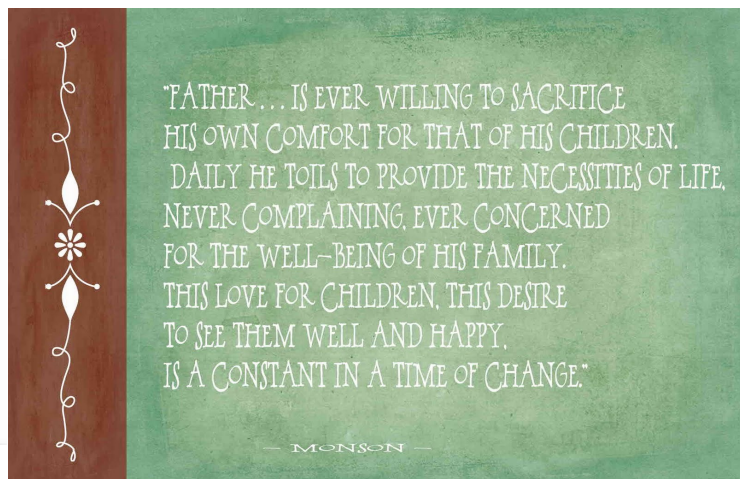 "FATHER . . . IS EVER WILLING TO SACRIFICE
HIS OWN COMFORT FOR THAT OF HIS CHILDREN.
DAILY HE TOILS TO PROVIDE THE NECESSITIES OF LIFE,
NEVER COMPLAINING, EVER CONCERNED
FOR THE WELL-BEING OF HIS FAMILY.
THIS LOVE FOR CHILDREN, THIS DESIRE
TO SEE THEM WELL AND HAPPY,
IS A CONSTANT IN A TIME OF CHANGE."
— MONSON —